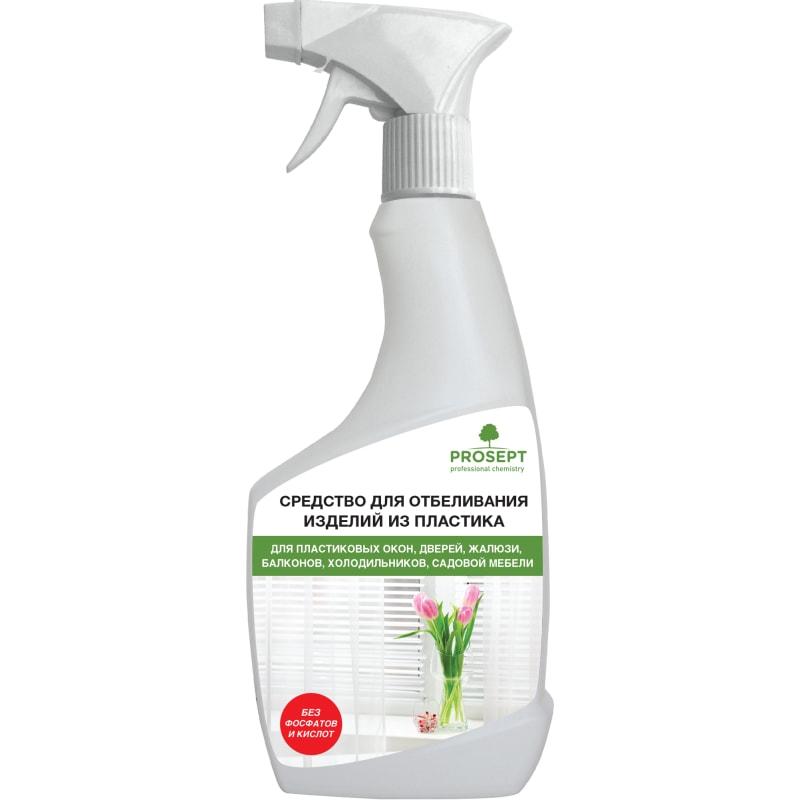 PROSEPT
professional chemistry
СРЕДСТВО ДЛЯ ОТБЕЛИВАНИЯ
ИЗДЕЛИЙ ИЗ ПЛАСТИКА
ДЛЯ ПЛАСТИКОВЫХ ОКОН, ДВЕРЕЙ, ЖАЛЮЗИ,
БАЛКОНОВ, ХОЛОДИЛЬНИКОВ, САДОВОЙ МЕБЕЛИ
БЕЗ
ФОСФАТОВ
И КИСЛОТ